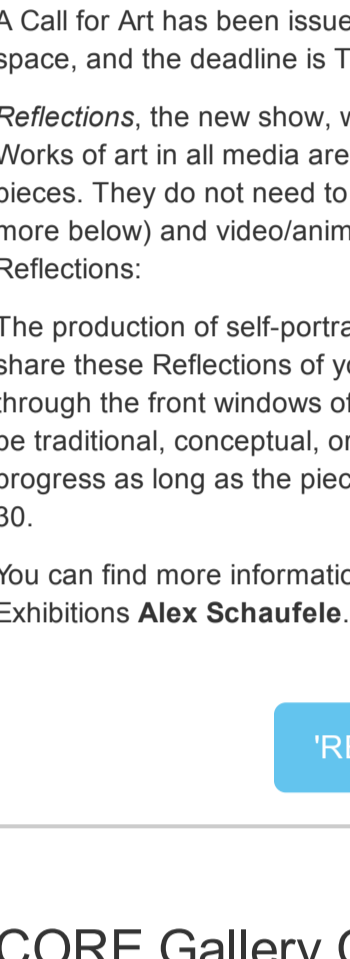 A Call for Art has been issue
space, and the deadline is T
Reflections, the new show, w
Works of art in all media are
pieces. They do not need to
more below) and video/anim
Reflections:
The production of self-portra
share these Reflections of yo
through the front windows of
be traditional, conceptual, or
progress as long as the piec
30.
You can find more informatio
Exhibitions Alex Schaufele.
'RE
CORE Gallery